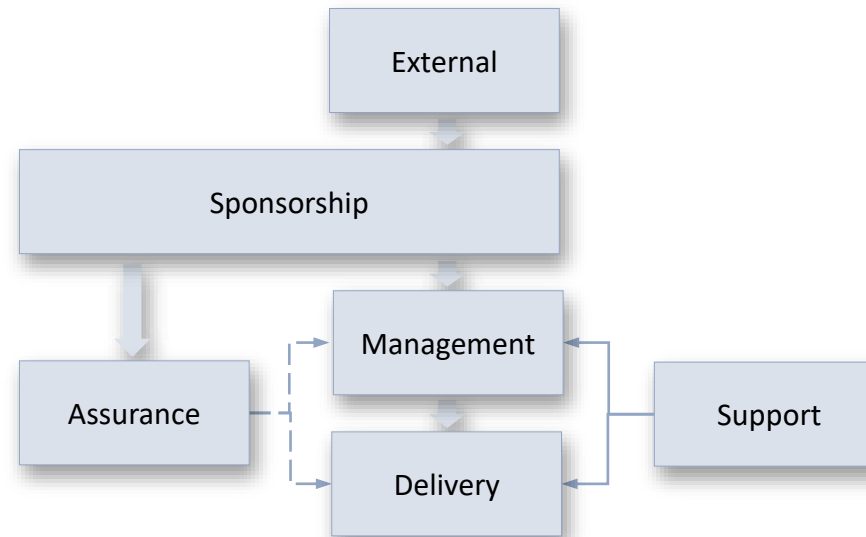 External
Sponsorship
Management
Assurance
Support
Delivery